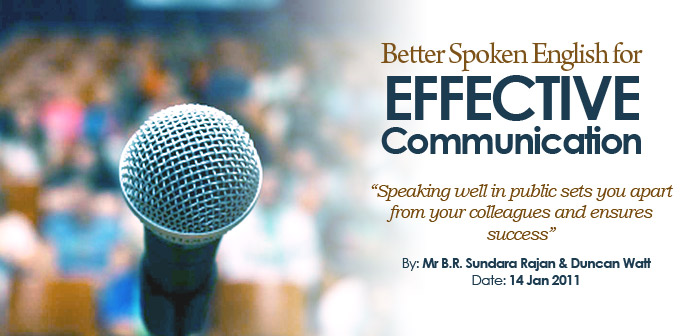 Better Spoken English for
EFFECTIVE
Communication
“Speaking well in public sets you apart
from your colleagues and ensures
success”
By: Mr B.R. Sundara Rajan & Duncan Watt
Date: 14 Jan 2011